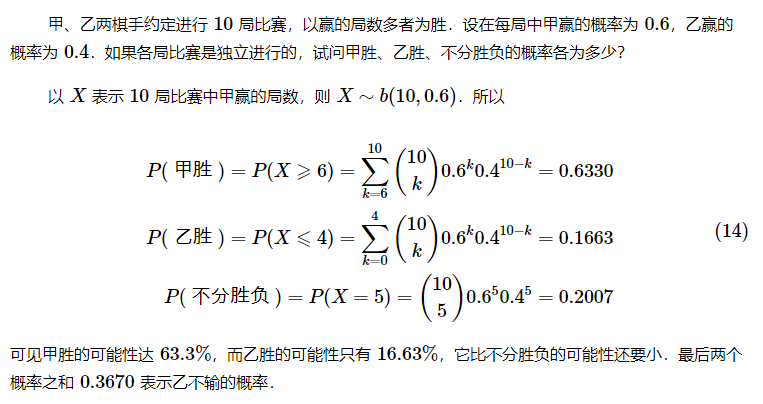 甲、乙两棋手约定进行 10 局比赛，以赢的局数多者为胜．设在每局中甲赢的概率为 0.6，乙赢的
概率为 0.4．如果各局比赛是独立进行的，试问甲胜、乙胜、不分胜负的概率各为多少？
以 X 表示 10 局比赛中甲赢的局数，则 X ∼ b(10, 0.6)．所以
P( 甲胜 ) = P(X ⩾ 6) = ∑_{k=6}^{10} \binom{10}{k} 0.6^k 0.4^{10−k} = 0.6330
P( 乙胜 ) = P(X ⩽ 4) = ∑_{k=0}^{4} \binom{10}{k} 0.6^k 0.4^{10−k} = 0.1663 (14)
P( 不分胜负 ) = P(X = 5) = \binom{10}{5} 0.6^5 0.4^5 = 0.2007
可见甲胜的可能性达 63.3%，而乙胜的可能性只有 16.63%，它比不分胜负的可能性还要小．最后两个
概率之和 0.3670 表示乙不输的概率．